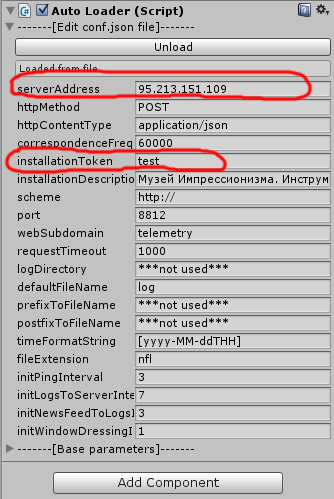 Auto Loader (Script)
-------[Edit conf.json file]-------
Unload
Loaded from file
serverAddress 95.213.151.109
httpMethod POST
httpContentType application/json
correspondenceFreq 60000
installationToken test
installationDescriptio Музей Импрессионизма. Инструм
scheme http://
port 8812
webSubdomain telemetry
requestTimeout 1000
logDirectory ***not used***
defaultFileName log
prefixToFileName ***not used***
postfixToFileName ***not used***
timeFormatString [yyyy-MM-ddTHH]
fileExtension nfl
initPingInterval 3
initLogsToServerInte 7
initNewsFeedToLogsI 3
initWindowDressingI 1
-------[Base parameters]-------
Add Component